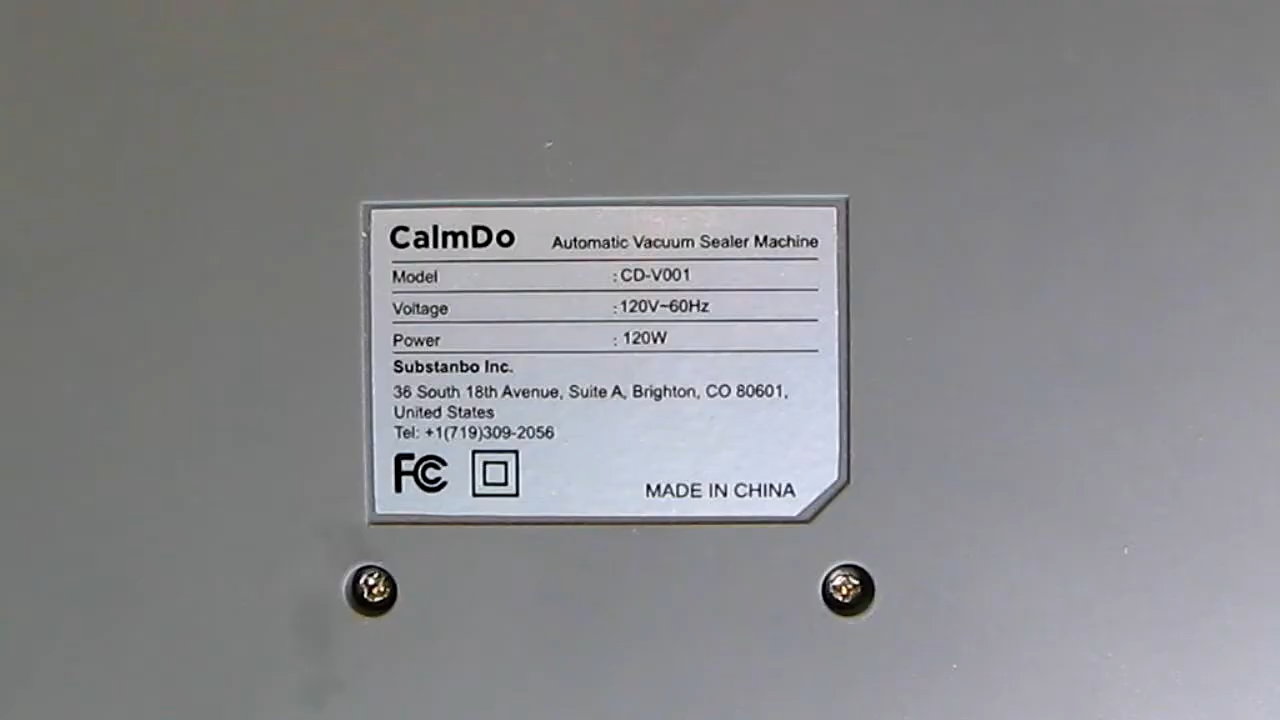 CalmDo Automatic Vacuum Sealer Machine
Model : CD-V001
Voltage : 120V~60Hz
Power : 120W
Substanbo Inc.
36 South 18th Avenue, Suite A, Brighton, CO 80601,
United States
Tel: +1(719)309-2056
FC MADE IN CHINA